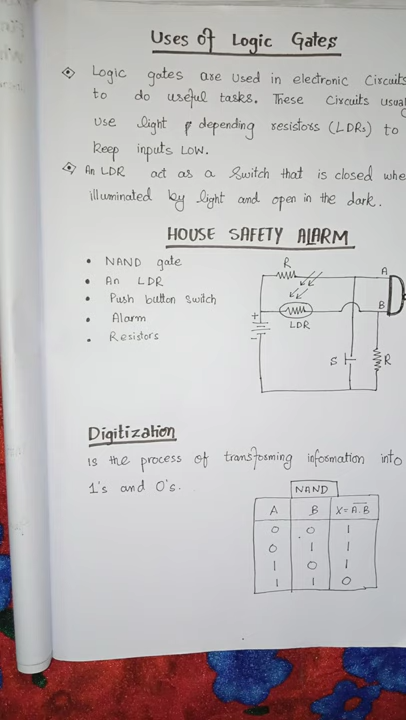 Uses of Logic Gates
Logic gates are used in electronic circuits
to do useful tasks. These circuits usual
use light depending resistors (LDRs) to
keep inputs LOW.
An LDR act as a switch that is closed whe
illuminated by light and open in the dark.
HOUSE SAFETY ALARM
• NAND gate
• An LDR
• Push button switch
• Alarm
• Resistors
R
A
B
+
-
LDR
S
R
Digitization
Is the process of transforming information into
1's and 0's.
NAND
A B X = A̅.̅B̅
0 0 1
0 1 1
1 0 1
1 1 0